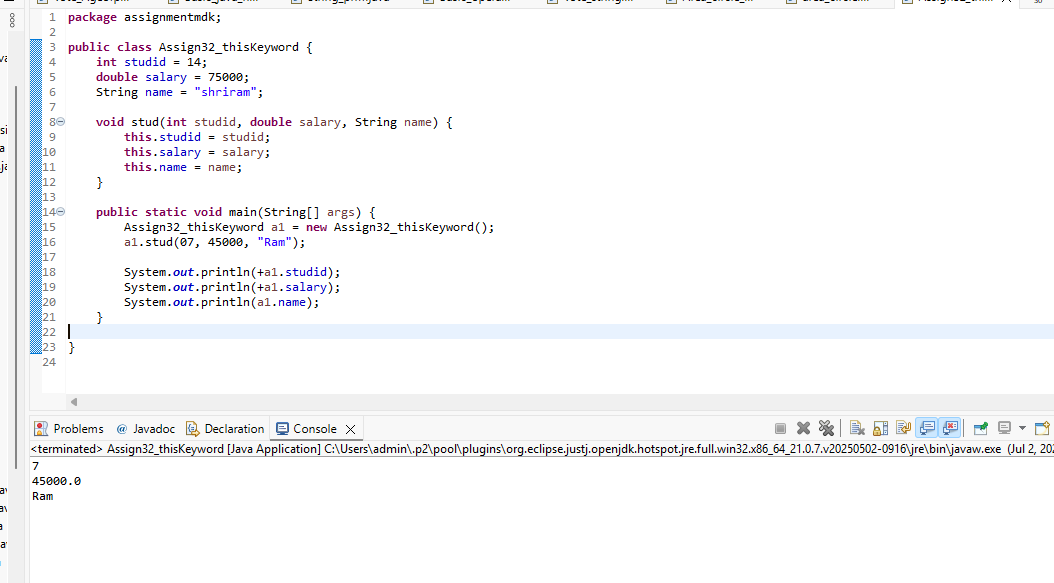 1 package assignmentmdk;
2
3 public class Assign32_thisKeyword {
4     int studid = 14;
5     double salary = 75000;
6     String name = "shriram";
7
8     void stud(int studid, double salary, String name) {
9         this.studid = studid;
10         this.salary = salary;
11         this.name = name;
12     }
13
14     public static void main(String[] args) {
15         Assign32_thisKeyword a1 = new Assign32_thisKeyword();
16         a1.stud(07, 45000, "Ram");
17
18         System.out.println(+a1.studid);
19         System.out.println(+a1.salary);
20         System.out.println(a1.name);
21     }
22
23 }
24
Problems @ Javadoc Declaration Console
<terminated> Assign32_thisKeyword [Java Application] C:\Users\admin\.p2\pool\plugins\org.eclipse.justj.openjdk.hotspot.jre.full.win32.x86_64_21.0.7.v20250502-0916\jre\bin\javaw.exe (Jul 2, 202
7
45000.0
Ram